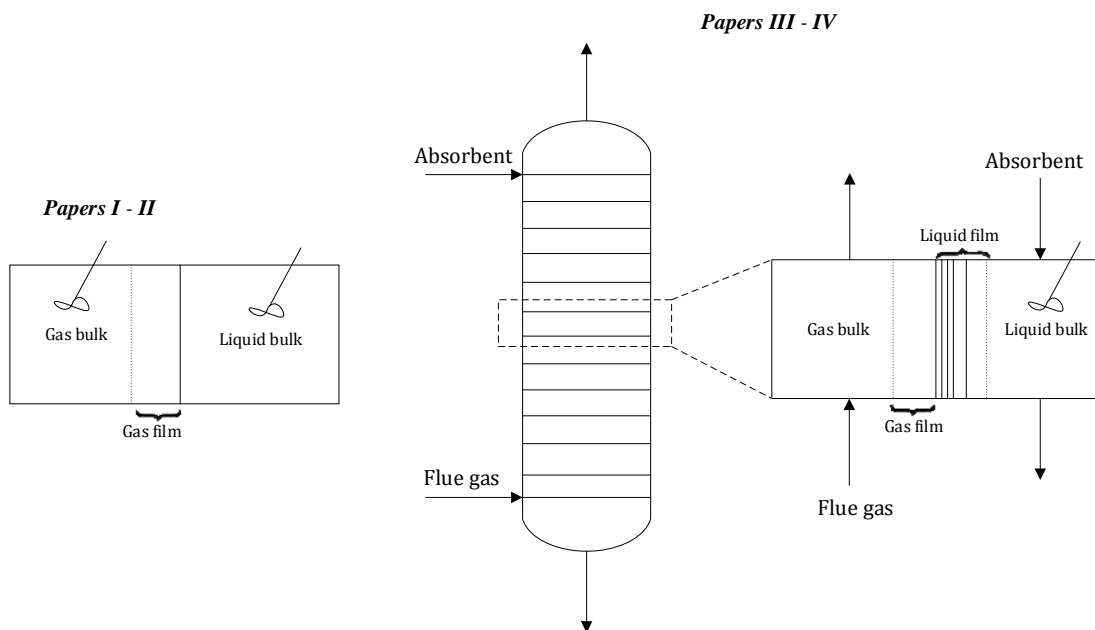 Papers III - IV
Absorbent
Absorbent
Papers I - II
Liquid film
Gas bulk
Liquid bulk
Gas bulk
Liquid bulk
Gas film
Gas film
Flue gas
Flue gas